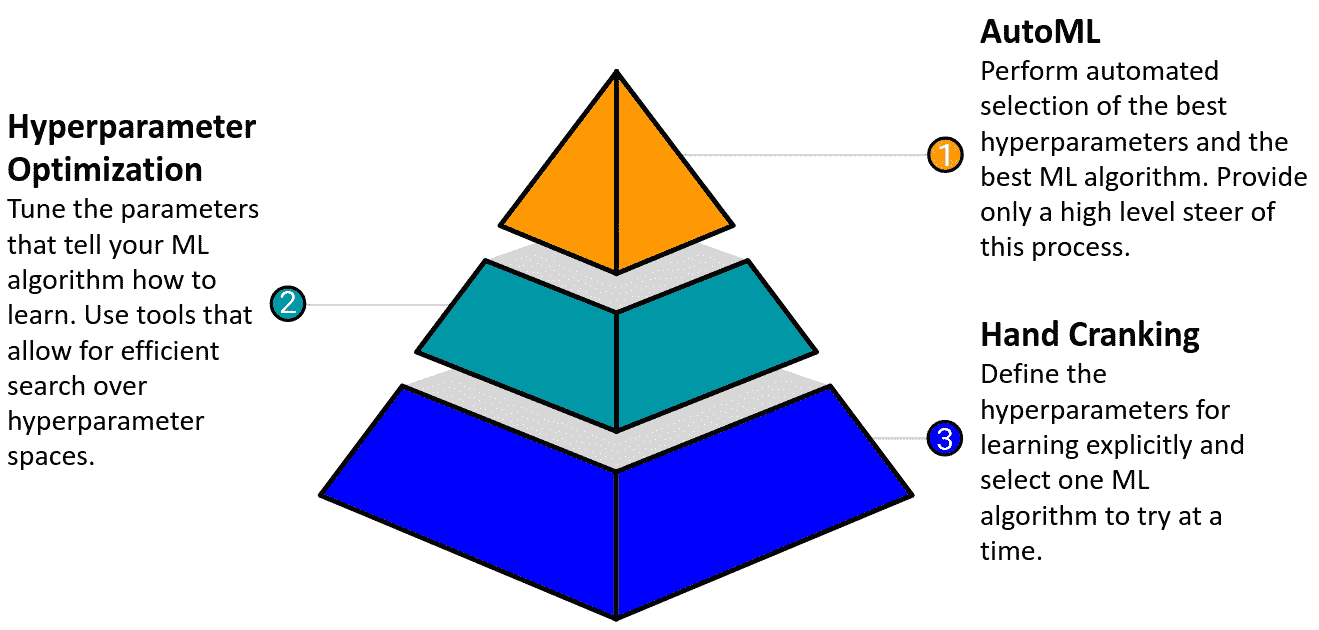 AutoML
Perform automated
selection of the best
hyperparameters and the
best ML algorithm. Provide
only a high level steer of
this process.
1
Hyperparameter
Optimization
Tune the parameters
that tell your ML
algorithm how to
learn. Use tools that
allow for efficient
search over
hyperparameter
spaces.
2
Hand Cranking
Define the
hyperparameters for
learning explicitly and
select one ML
algorithm to try at a
time.
3